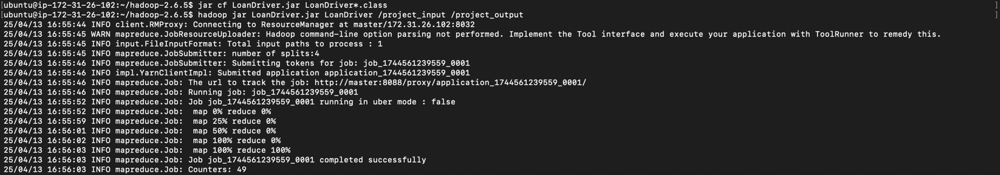 [ubuntu@ip-172-31-26-102:~/hadoop-2.6.5$ jar cf LoanDriver.jar LoanDriver*.class ]
[ubuntu@ip-172-31-26-102:~/hadoop-2.6.5$ hadoop jar LoanDriver.jar LoanDriver /project_input /project_output ]
25/04/13 16:55:44 INFO client.RMProxy: Connecting to ResourceManager at master/172.31.26.102:8032
25/04/13 16:55:45 WARN mapreduce.JobResourceUploader: Hadoop command-line option parsing not performed. Implement the Tool interface and execute your application with ToolRunner to remedy this.
25/04/13 16:55:45 INFO input.FileInputFormat: Total input paths to process : 1
25/04/13 16:55:45 INFO mapreduce.JobSubmitter: number of splits:4
25/04/13 16:55:46 INFO mapreduce.JobSubmitter: Submitting tokens for job: job_1744561239559_0001
25/04/13 16:55:46 INFO impl.YarnClientImpl: Submitted application application_1744561239559_0001
25/04/13 16:55:46 INFO mapreduce.Job: The url to track the job: http://master:8088/proxy/application_1744561239559_0001/
25/04/13 16:55:46 INFO mapreduce.Job: Running job: job_1744561239559_0001
25/04/13 16:55:52 INFO mapreduce.Job: Job job_1744561239559_0001 running in uber mode : false
25/04/13 16:55:52 INFO mapreduce.Job:  map 0% reduce 0%
25/04/13 16:55:59 INFO mapreduce.Job:  map 25% reduce 0%
25/04/13 16:56:01 INFO mapreduce.Job:  map 50% reduce 0%
25/04/13 16:56:02 INFO mapreduce.Job:  map 100% reduce 0%
25/04/13 16:56:03 INFO mapreduce.Job:  map 100% reduce 100%
25/04/13 16:56:03 INFO mapreduce.Job: Job job_1744561239559_0001 completed successfully
25/04/13 16:56:03 INFO mapreduce.Job: Counters: 49